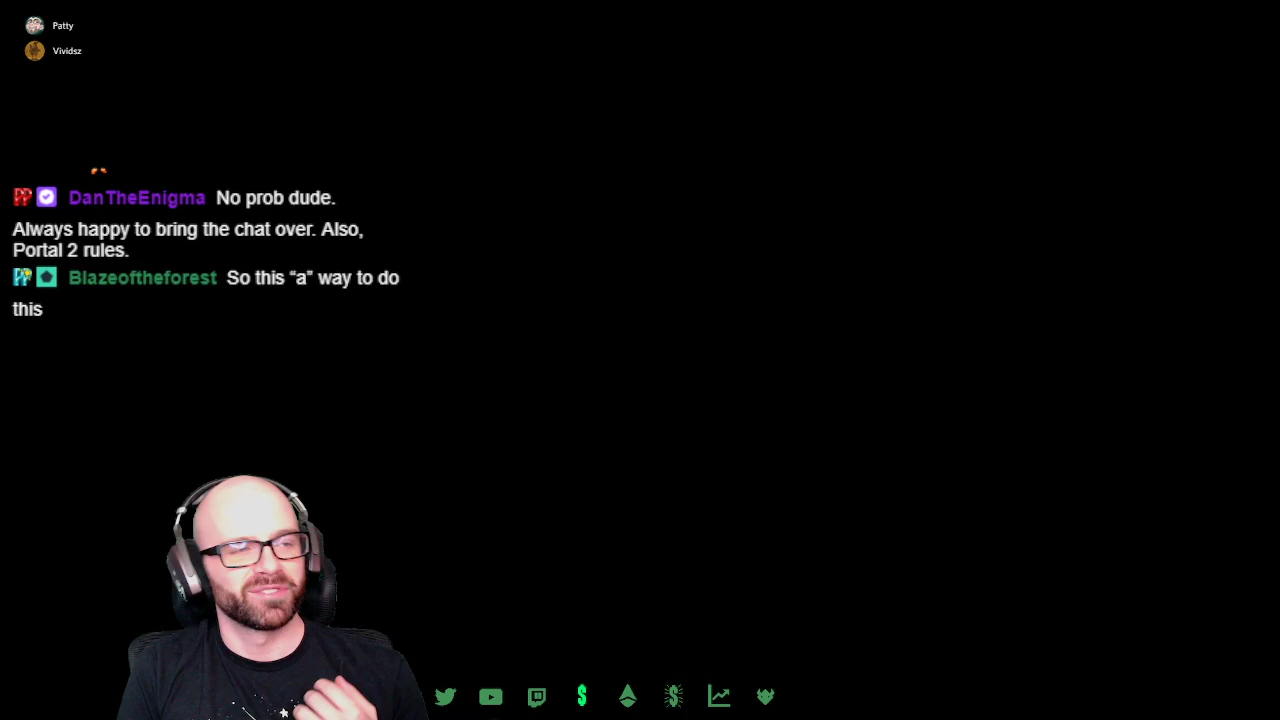 Patty
Vividsz
DanTheEnigma No prob dude.
Always happy to bring the chat over. Also,
Portal 2 rules.
Blazeoftheforest So this “a” way to do
this